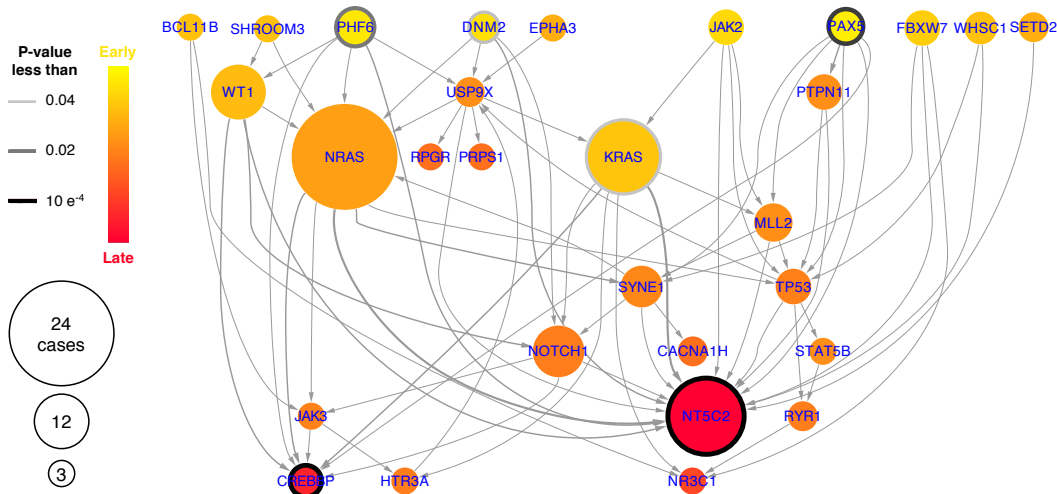 BCL11B SHROOM3 PHF6 DNM2 EPHA3 JAK2 PAX5 FBXW7 WHSC1 SETD2
P-value
less than
Early
0.04
0.02
10 e-4
Late
WT1 USP9X PTPN11
NRAS RPGR PRPS1 KRAS
MLL2
SYNE1 TP53
24
cases
NOTCH1 CACNA1H STAT5B
12
JAK3 NT5C2 RYR1
3
CREBBP HTR3A NR3C1